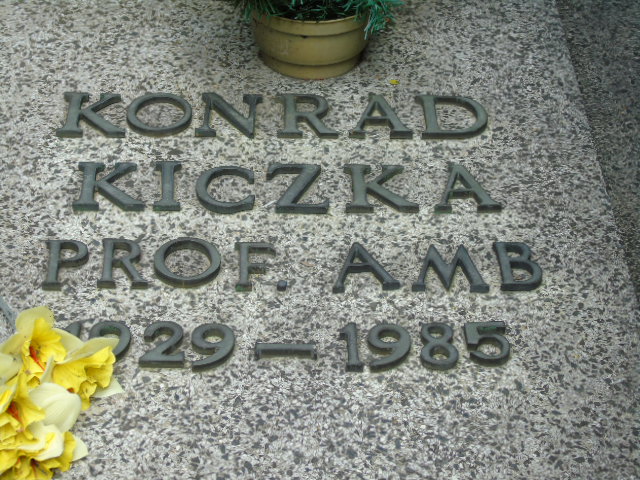 KONRAD
KICZKA
PROF. AMB
1929 – 1985